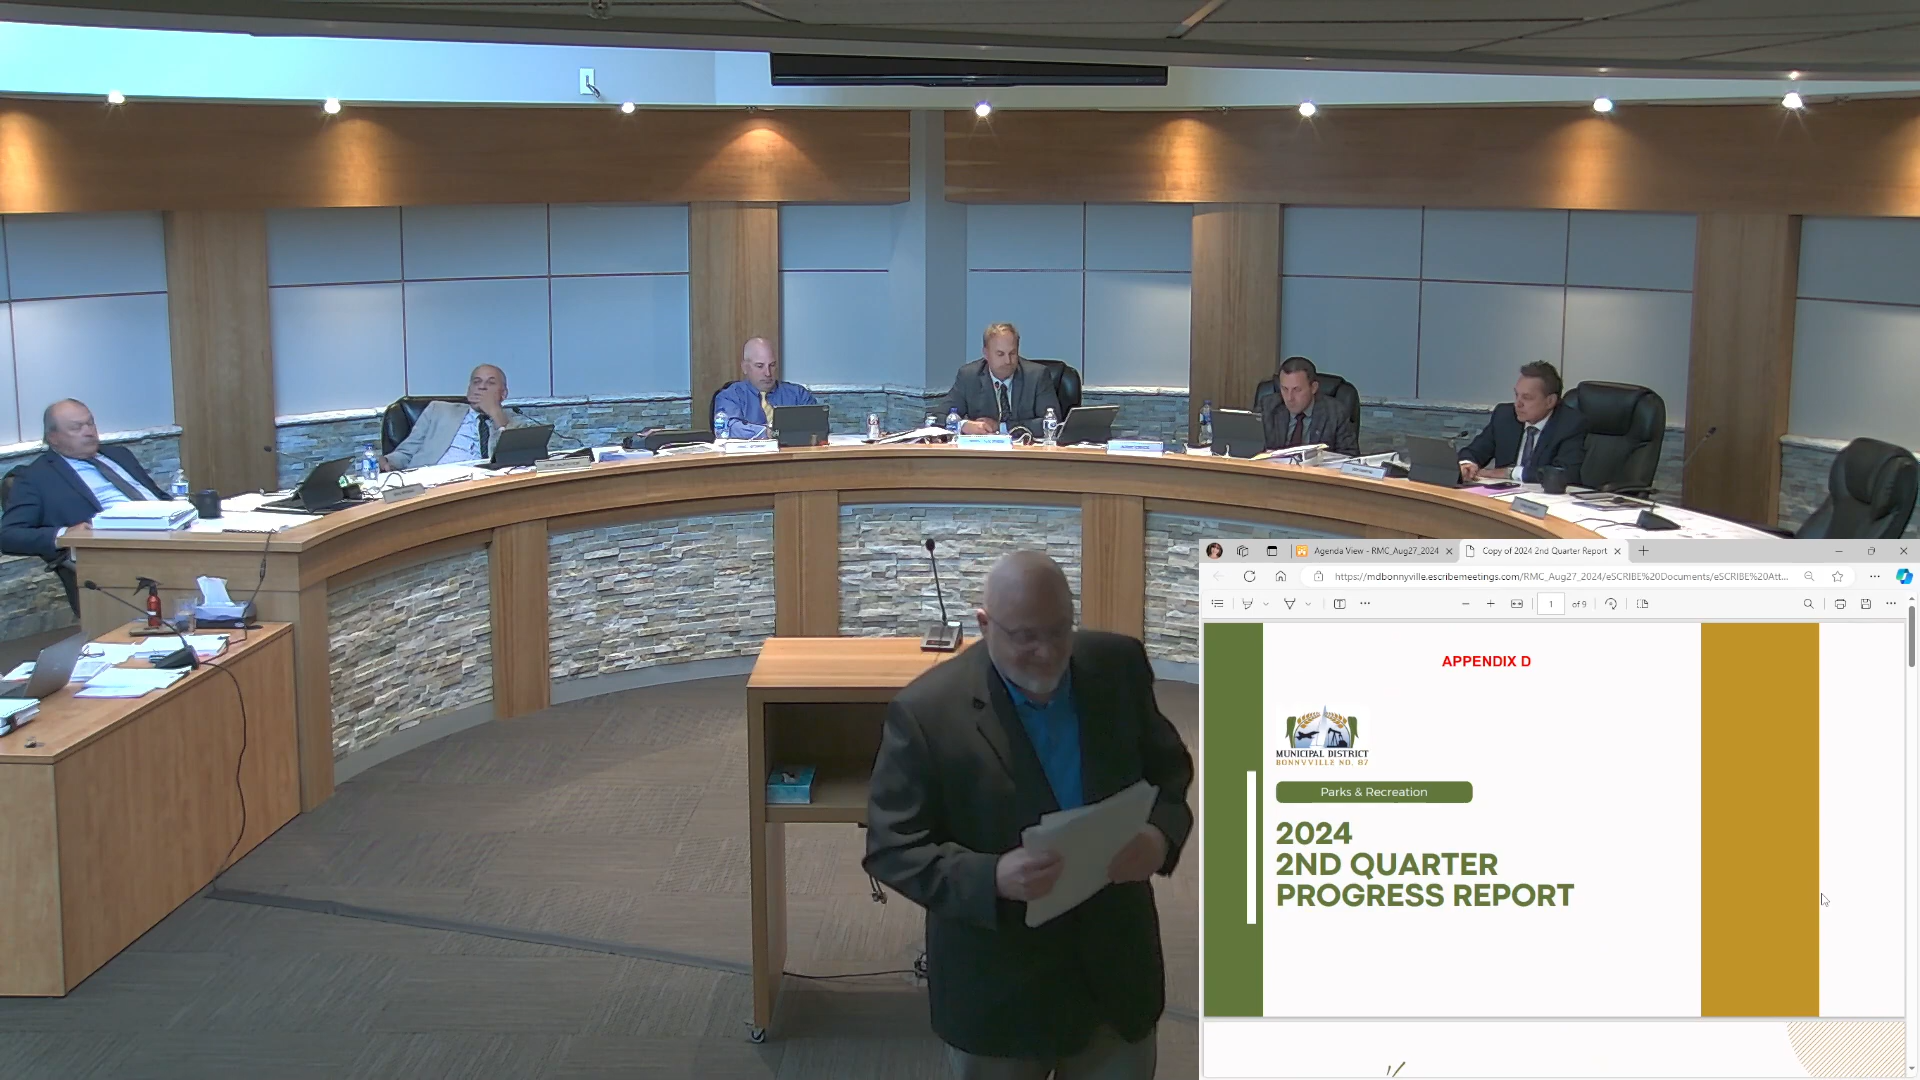 Agenda View - RMC_Aug27_2024
Copy of 2024 2nd Quarter Report
https://mdbonnyville.escribemeetings.com/RMC_Aug27_2024/eSCRIBE%20Documents/eSCRIBE%20Att...
1 of 9
APPENDIX D
MUNICIPAL DISTRICT
BONNYVILLE NO. 87
Parks & Recreation
2024
2ND QUARTER
PROGRESS REPORT